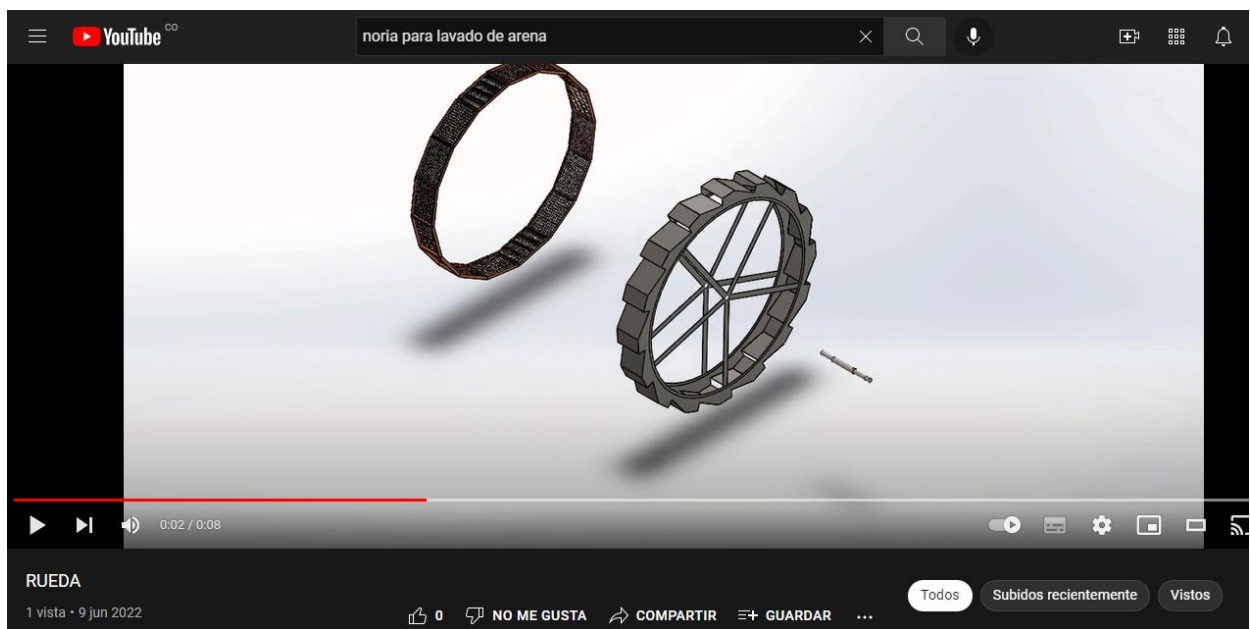 YouTube CO
noria para lavado de arena
0:02 / 0:08
RUEDA
1 vista • 9 jun 2022
0 NO ME GUSTA COMPARTIR GUARDAR ...
Todos Subidos recientemente Vistos